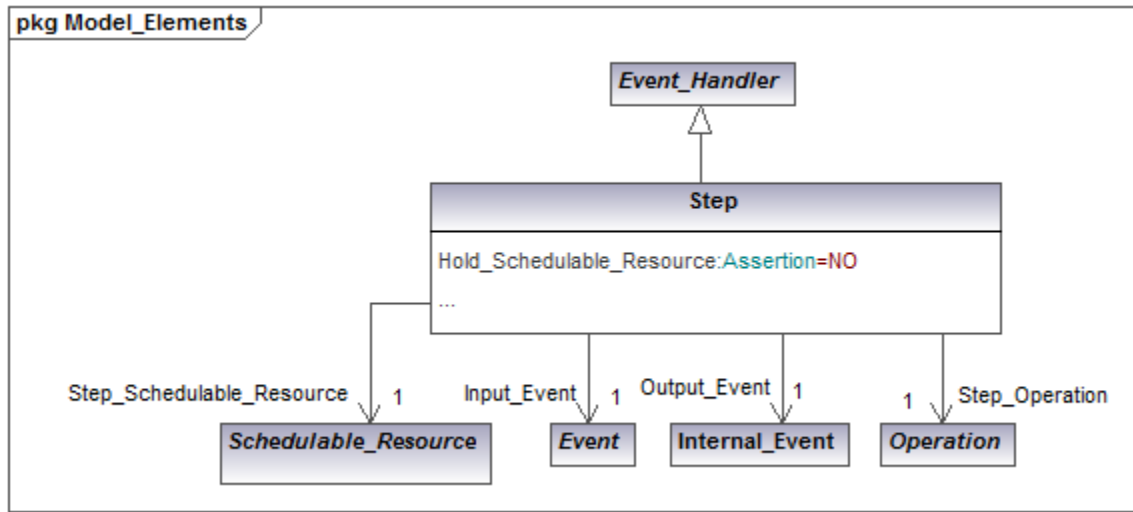 pkg Model_Elements
Event_Handler
Step
Hold_Schedulable_Resource:Assertion=NO
...
Step_Schedulable_Resource 1 Input_Event 1 Output_Event 1 1 Step_Operation
Schedulable_Resource Event Internal_Event Operation